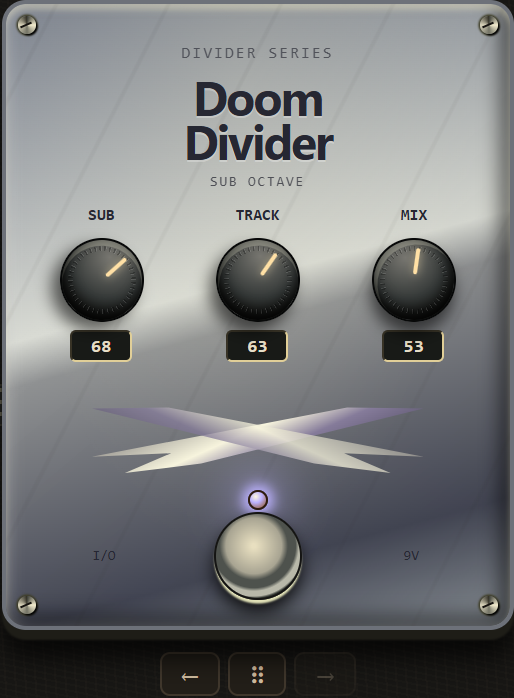 DIVIDER SERIES
Doom
Divider
SUB OCTAVE
SUB TRACK MIX
68 63 53
I/O 9V
← →